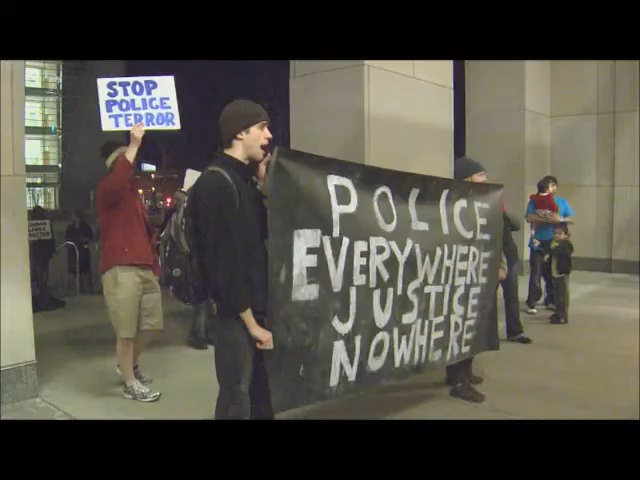 STOP
POLICE
TERROR
POLICE
EVERYWHERE
JUSTICE
NOWHERE